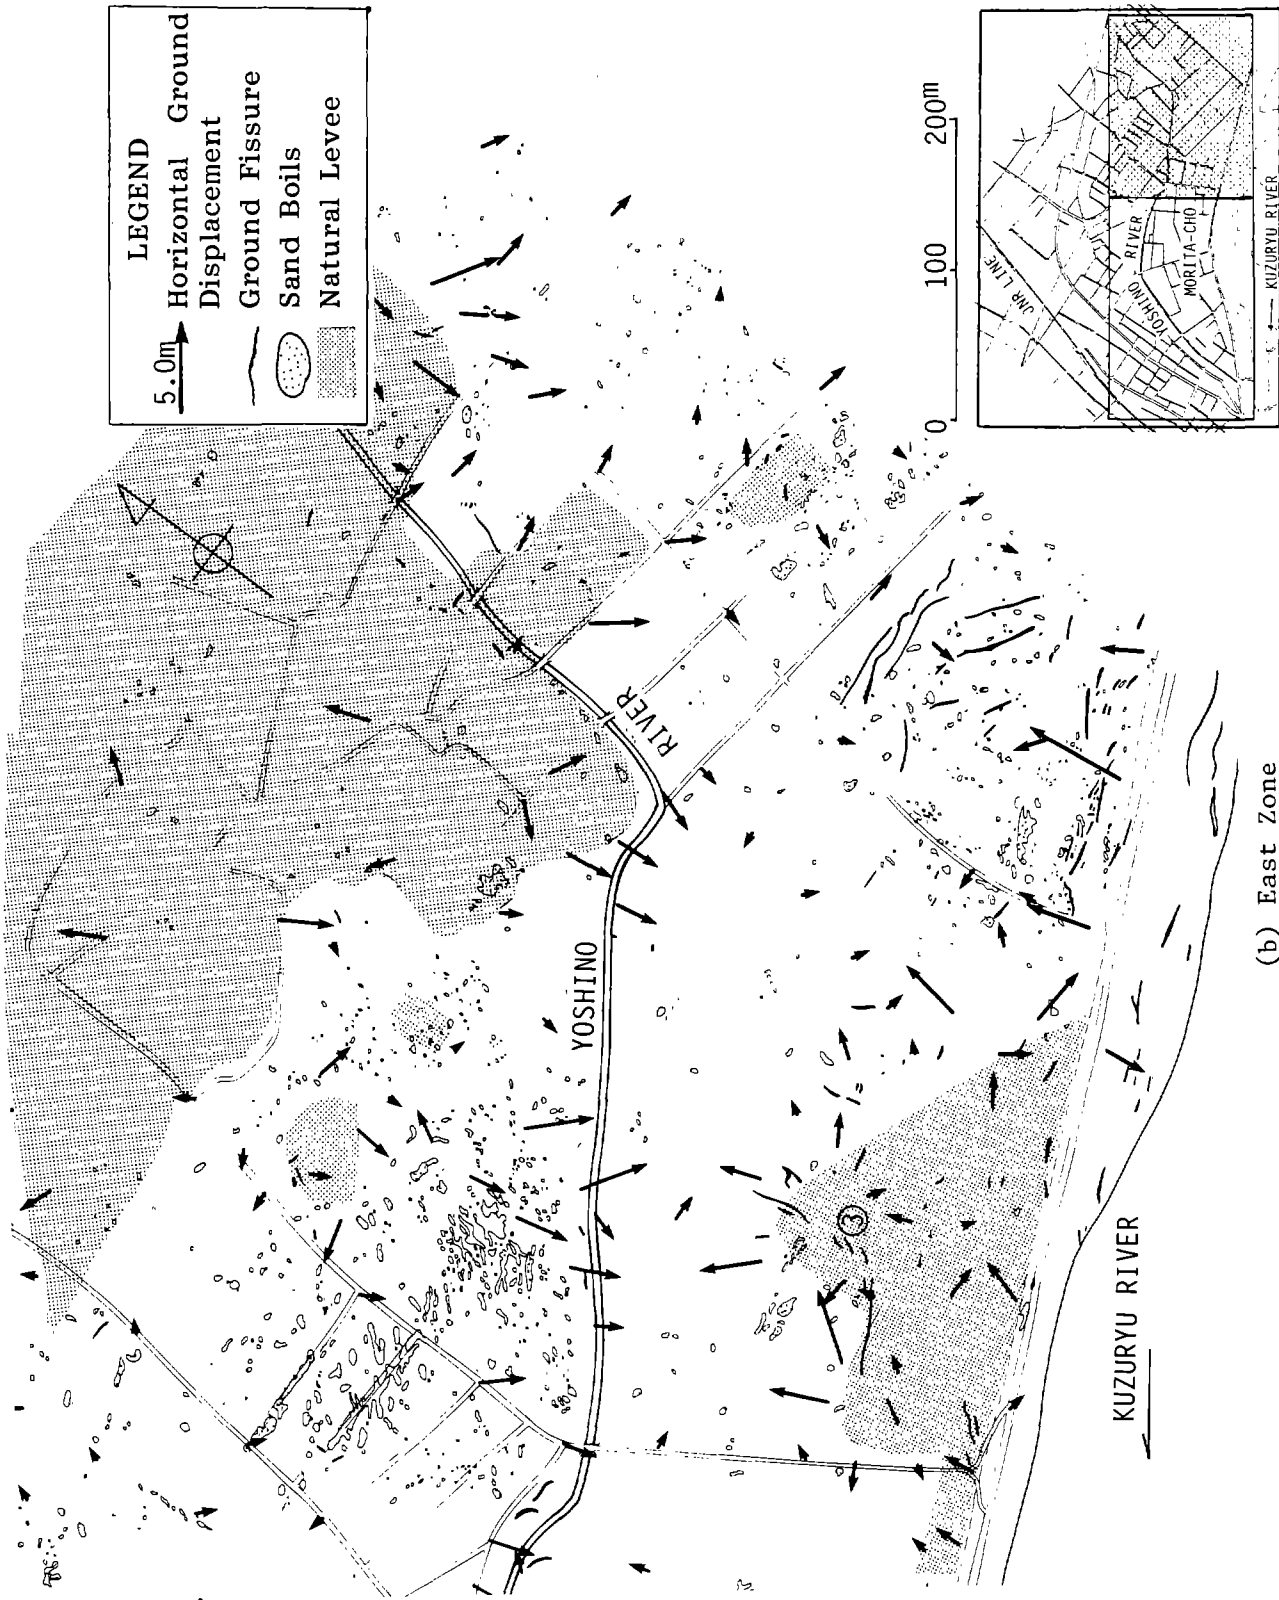 LEGEND
5.0m
Horizontal Ground
Displacement
Ground Fissure
Sand Boils
Natural Levee
YOSHINO
RIVER
③
KUZURYU RIVER
0 100 200m
JNR LINE
YOSHINO
RIVER
MORITA-CHO
KUZURYU RIVER
(b) East Zone